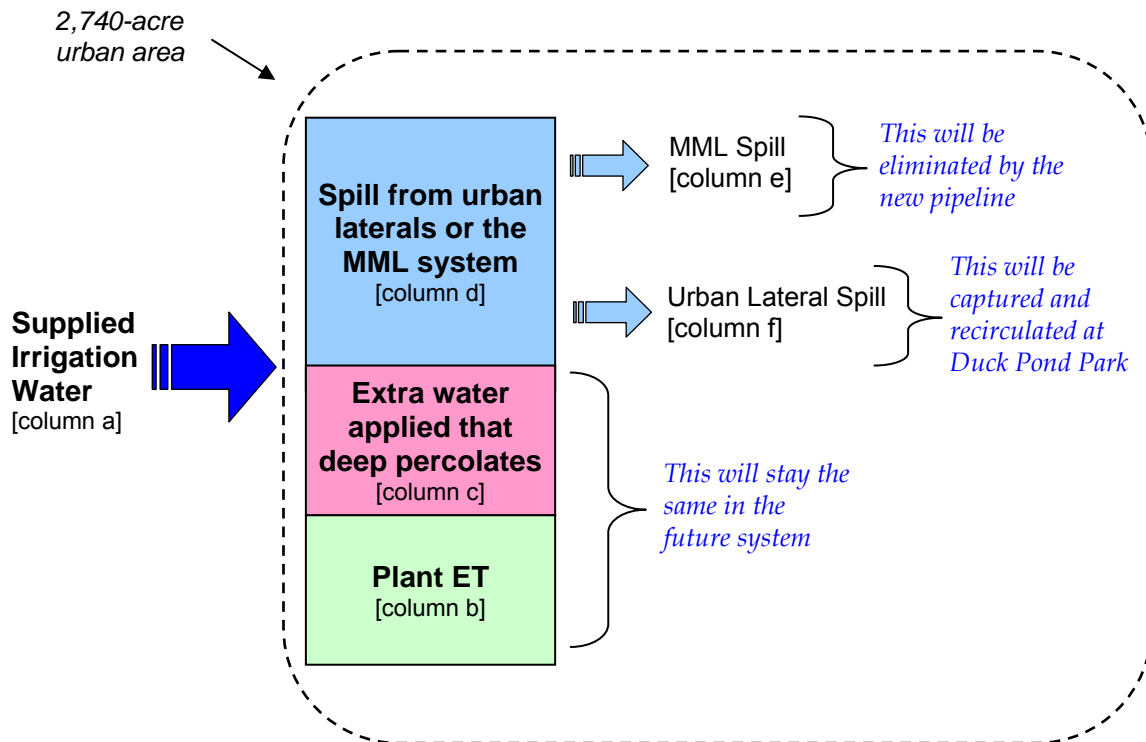 2,740-acre
urban area
Supplied
Irrigation
Water
[column a]
Spill from urban
laterals or the
MML system
[column d]
Extra water
applied that
deep percolates
[column c]
Plant ET
[column b]
MML Spill
[column e]
This will be
eliminated by the
new pipeline
Urban Lateral Spill
[column f]
This will be
captured and
recirculated at
Duck Pond Park
This will stay the
same in the
future system